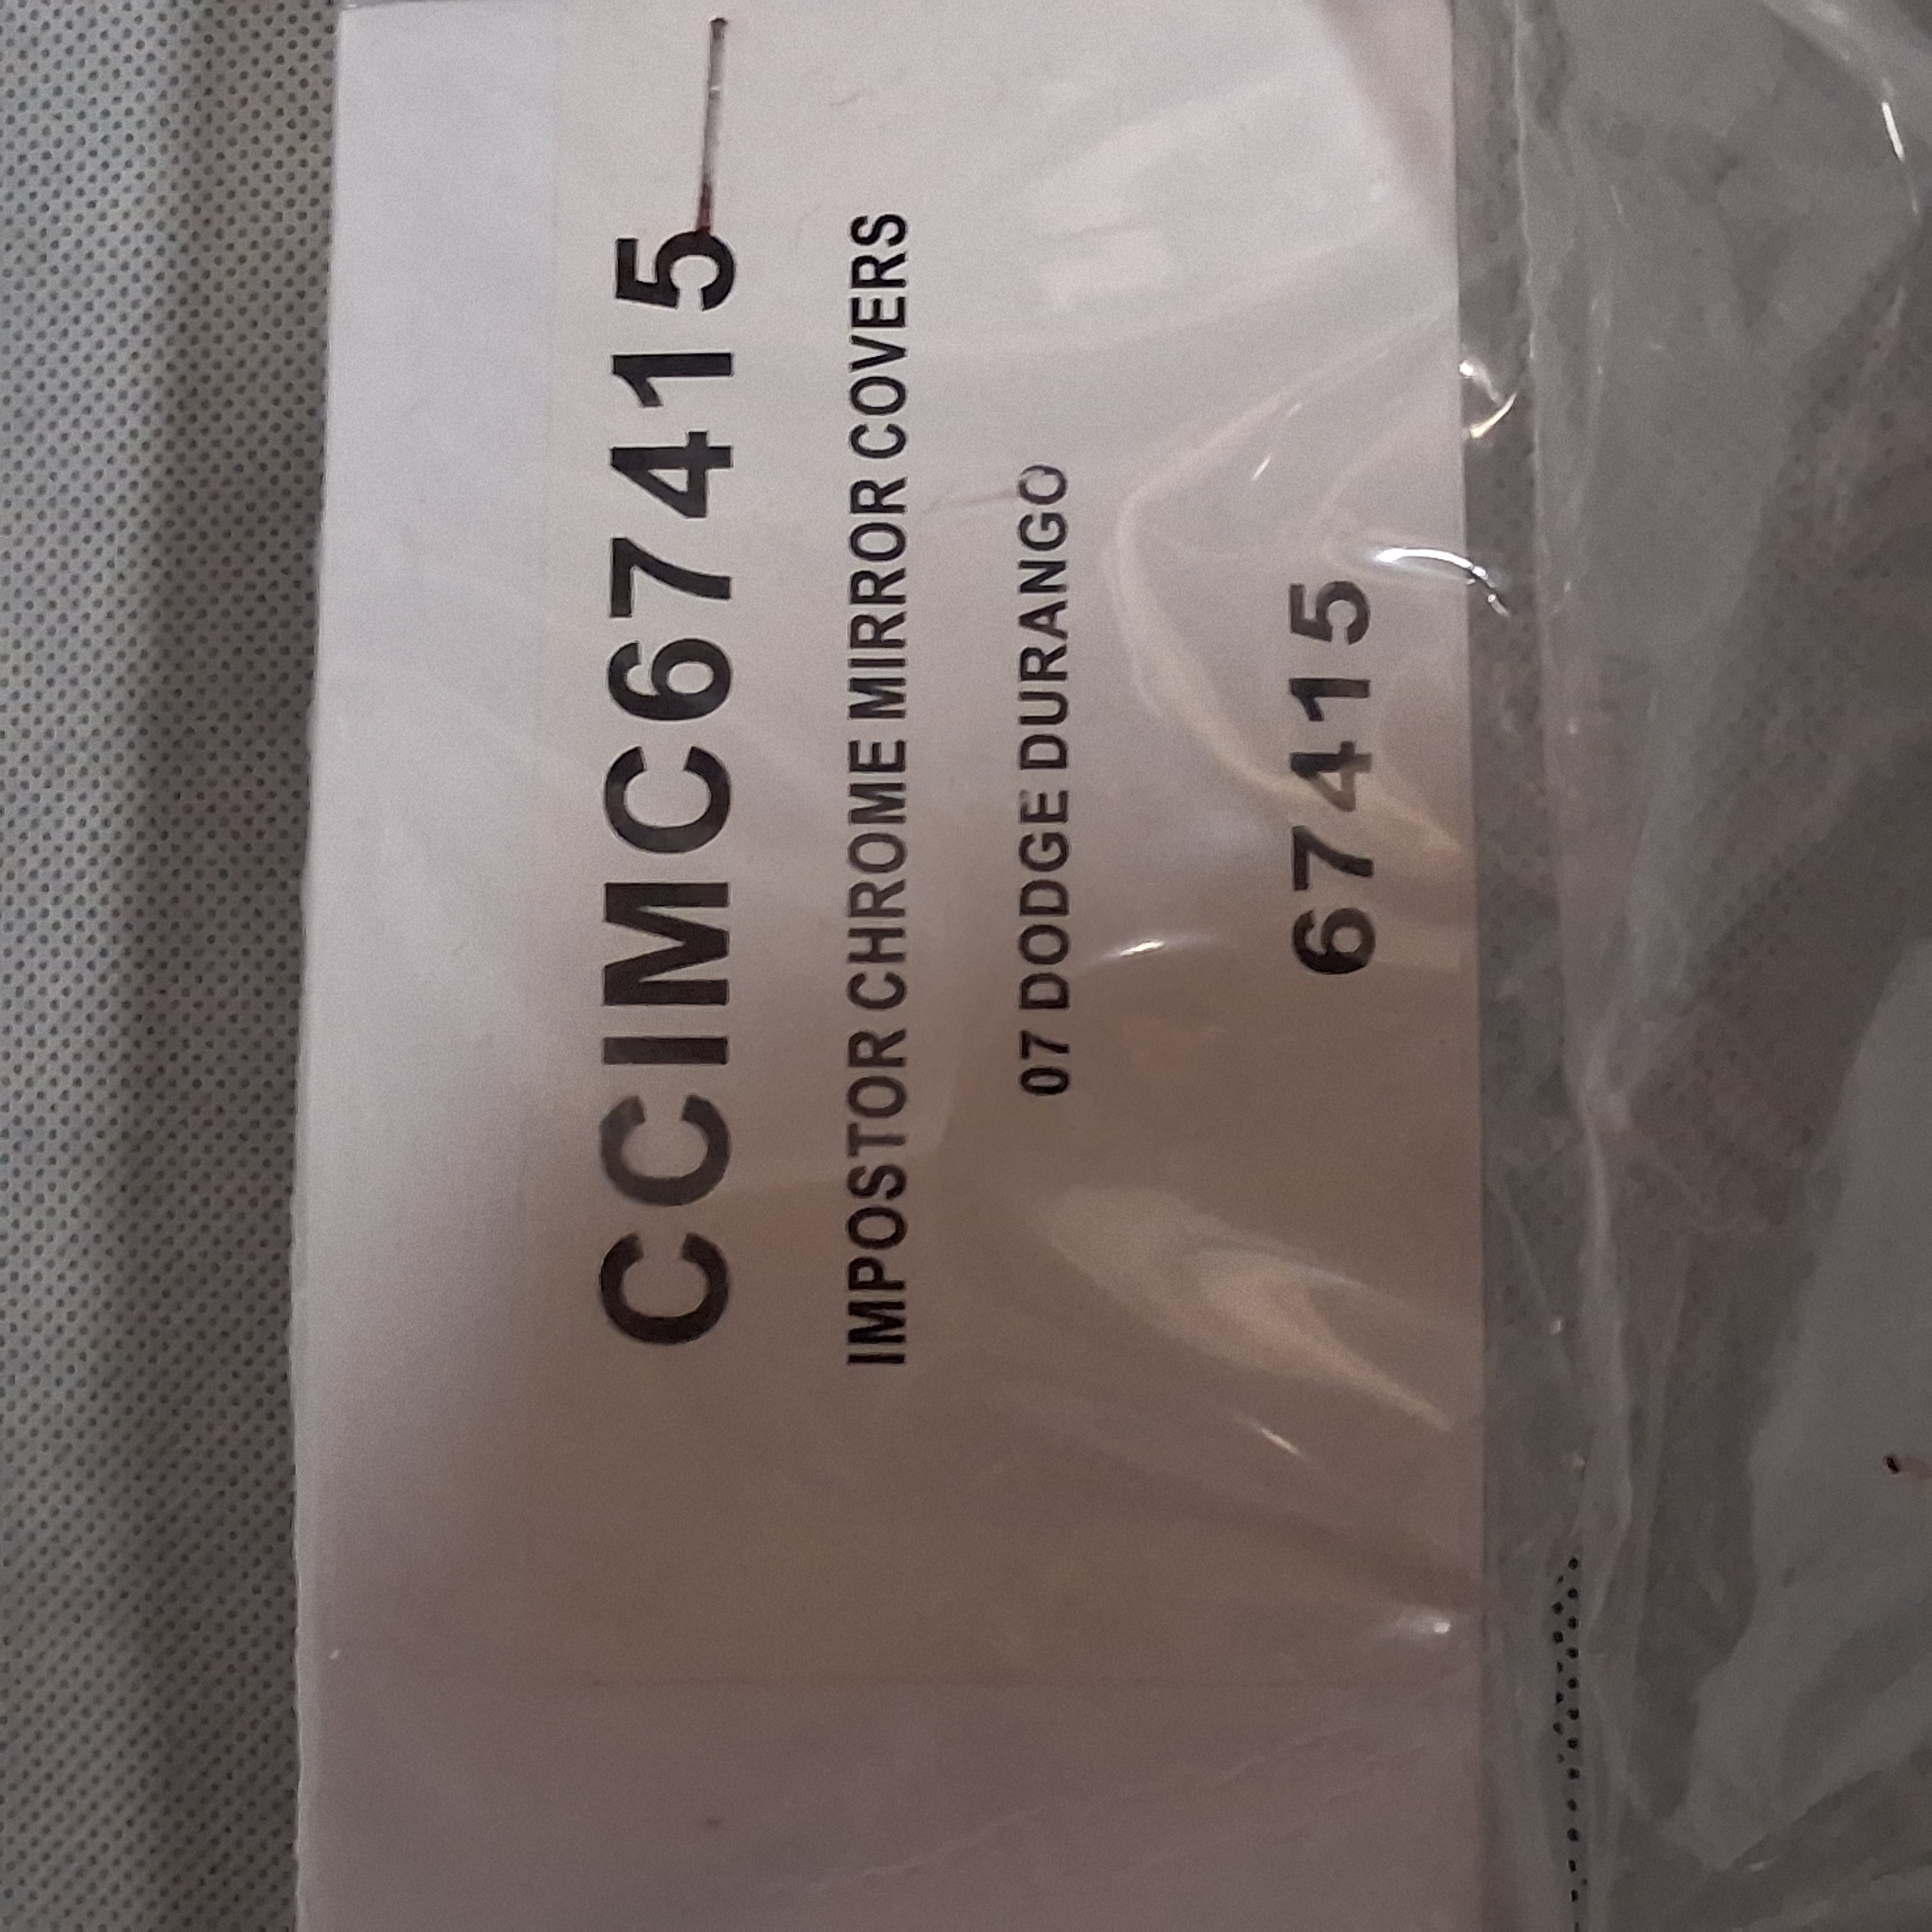 CCIMC67415
IMPOSTOR CHROME MIRROR COVERS
07 DODGE DURANGO
67415